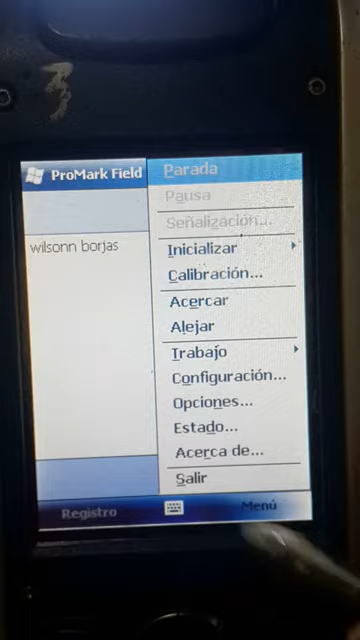 3
ProMark Field
Parada
Pausa
Señalización...
wilsonn borjas
Inicializar
Calibración...
Acercar
Alejar
Trabajo
Configuración...
Opciones...
Estado...
Acerca de...
Salir
Registro
Menú